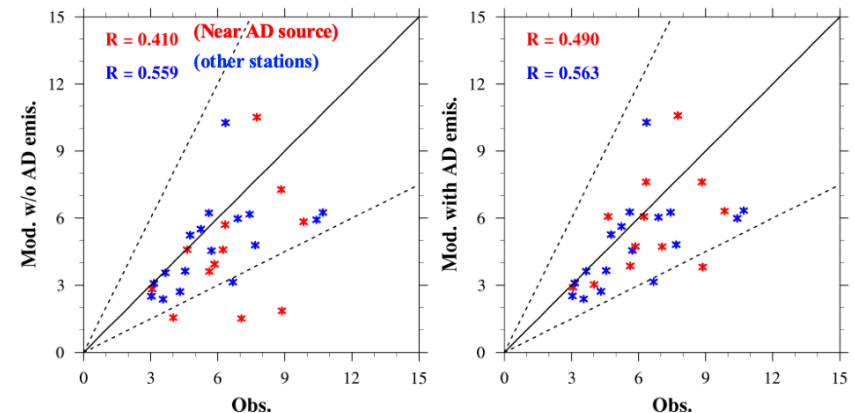 R = 0.410 (Near AD source)
R = 0.559 (other stations)
Mod. w/o AD emis.
15
12
9
6
3
0
0 3 6 9 12 15
Obs.
R = 0.490
R = 0.563
Mod. with AD emis.
15
12
9
6
3
0
0 3 6 9 12 15
Obs.